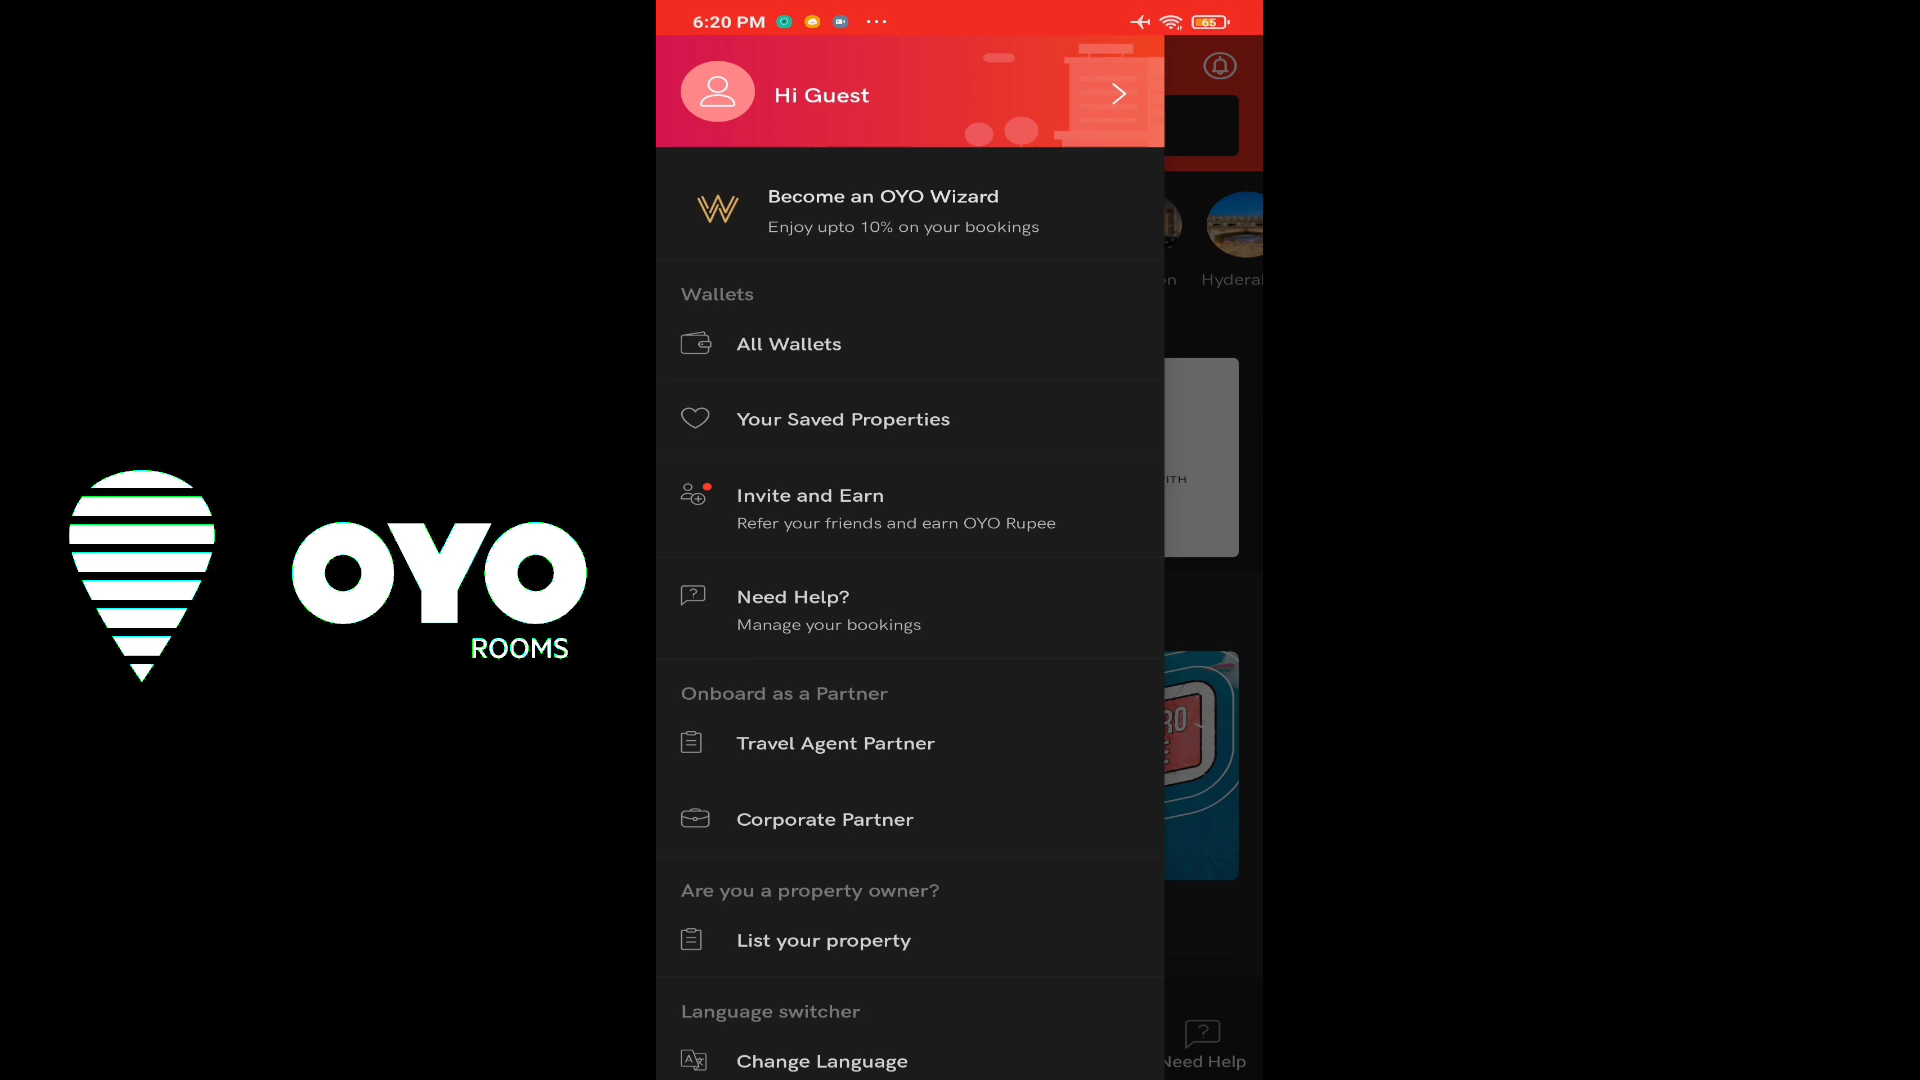 6:20 PM
65
Hi Guest
Become an OYO Wizard
Enjoy upto 10% on your bookings
Wallets
All Wallets
Your Saved Properties
Invite and Earn
Refer your friends and earn OYO Rupee
Need Help?
Manage your bookings
Onboard as a Partner
Travel Agent Partner
Corporate Partner
Are you a property owner?
List your property
Language switcher
Change Language
OYO
ROOMS
Need Help